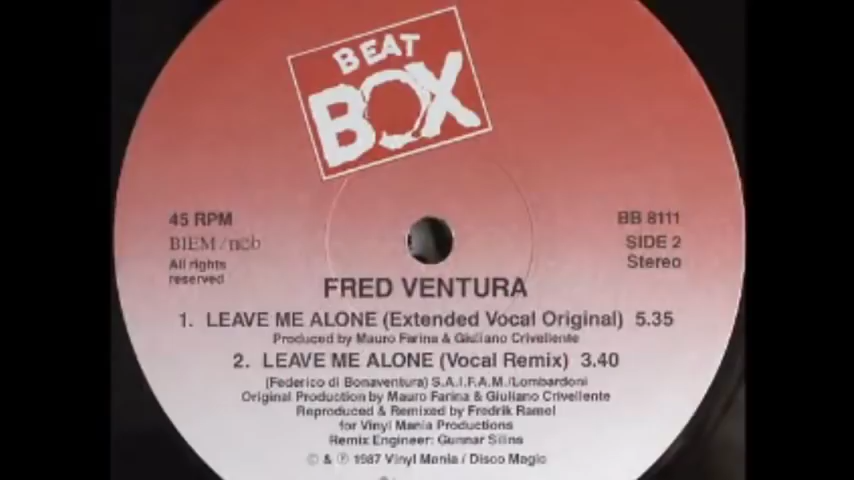 BEAT
BOX
45 RPM
BIEM/ncb
All rights
reserved
BB 8111
SIDE 2
Stereo
FRED VENTURA
1. LEAVE ME ALONE (Extended Vocal Original) 5.35
Produced by Mauro Farina & Giuliano Crivellente
2. LEAVE ME ALONE (Vocal Remix) 3.40
(Federico di Bonaventura) S.A.I.F.A.M./Lombardoni
Original Production by Mauro Farina & Giuliano Crivellente
Reproduced & Remixed by Fredrik Ramel
for Vinyl Mania Productions
Remix Engineer: Gunnar Silins
© & ℗ 1987 Vinyl Mania / Disco Magic